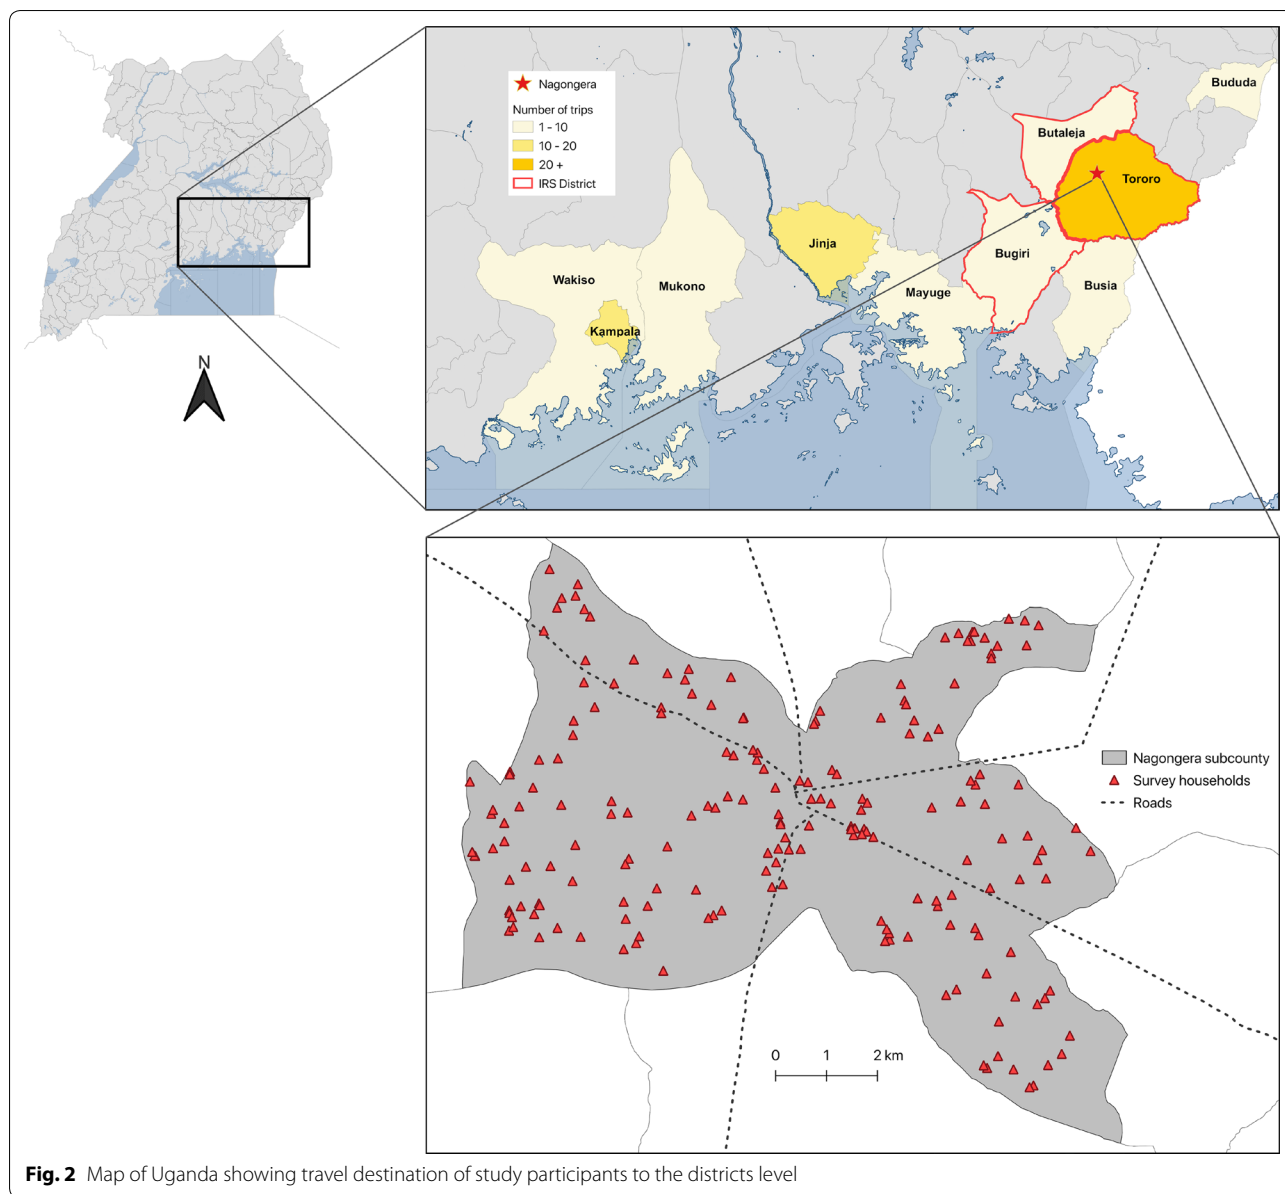 N
Nagongera
Number of trips
1 - 10
10 - 20
20 +
IRS District
Bududa
Butaleja
Tororo
Jinja
Bugiri
Wakiso
Mukono
Mayuge
Busia
Kampala
Nagongera subcounty
Survey households
Roads
0 1 2 km
Fig. 2 Map of Uganda showing travel destination of study participants to the districts level